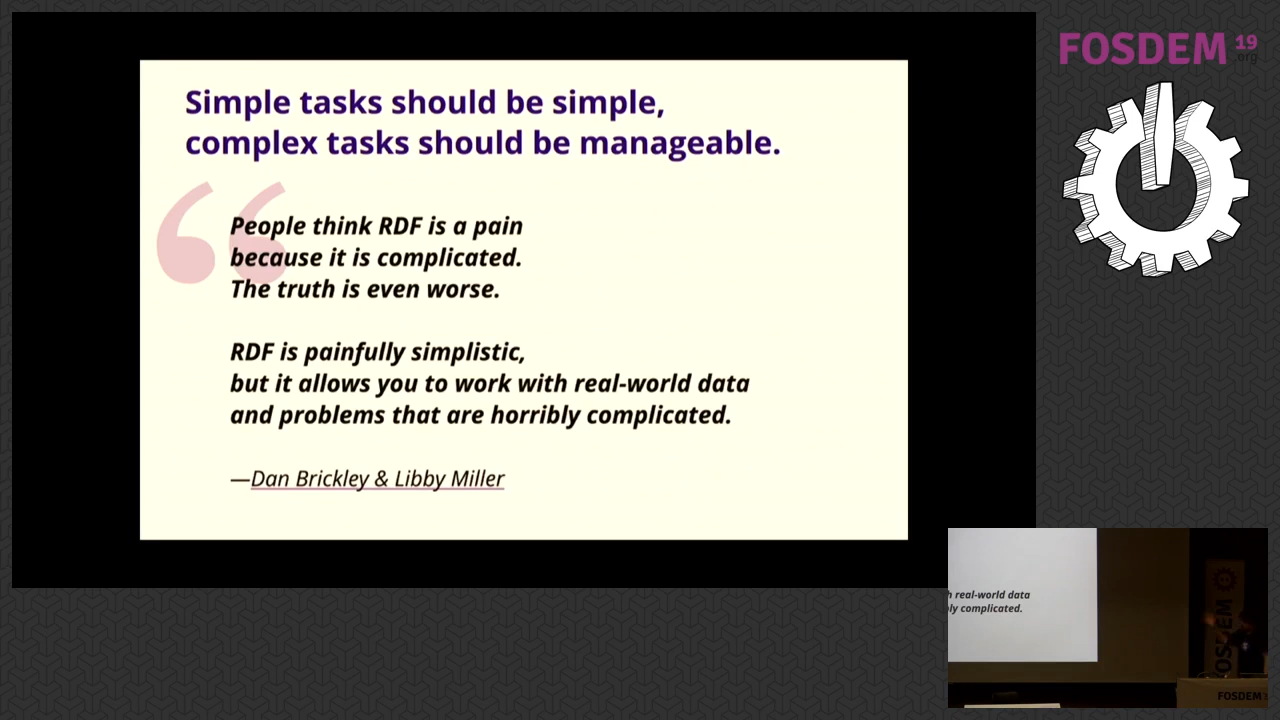 Simple tasks should be simple,
complex tasks should be manageable.
“
People think RDF is a pain
because it is complicated.
The truth is even worse.
RDF is painfully simplistic,
but it allows you to work with real-world data
and problems that are horribly complicated.
—Dan Brickley & Libby Miller
FOSDEM 19
.org
h real-world data
ly complicated.
FOSDEM
FOSDEM